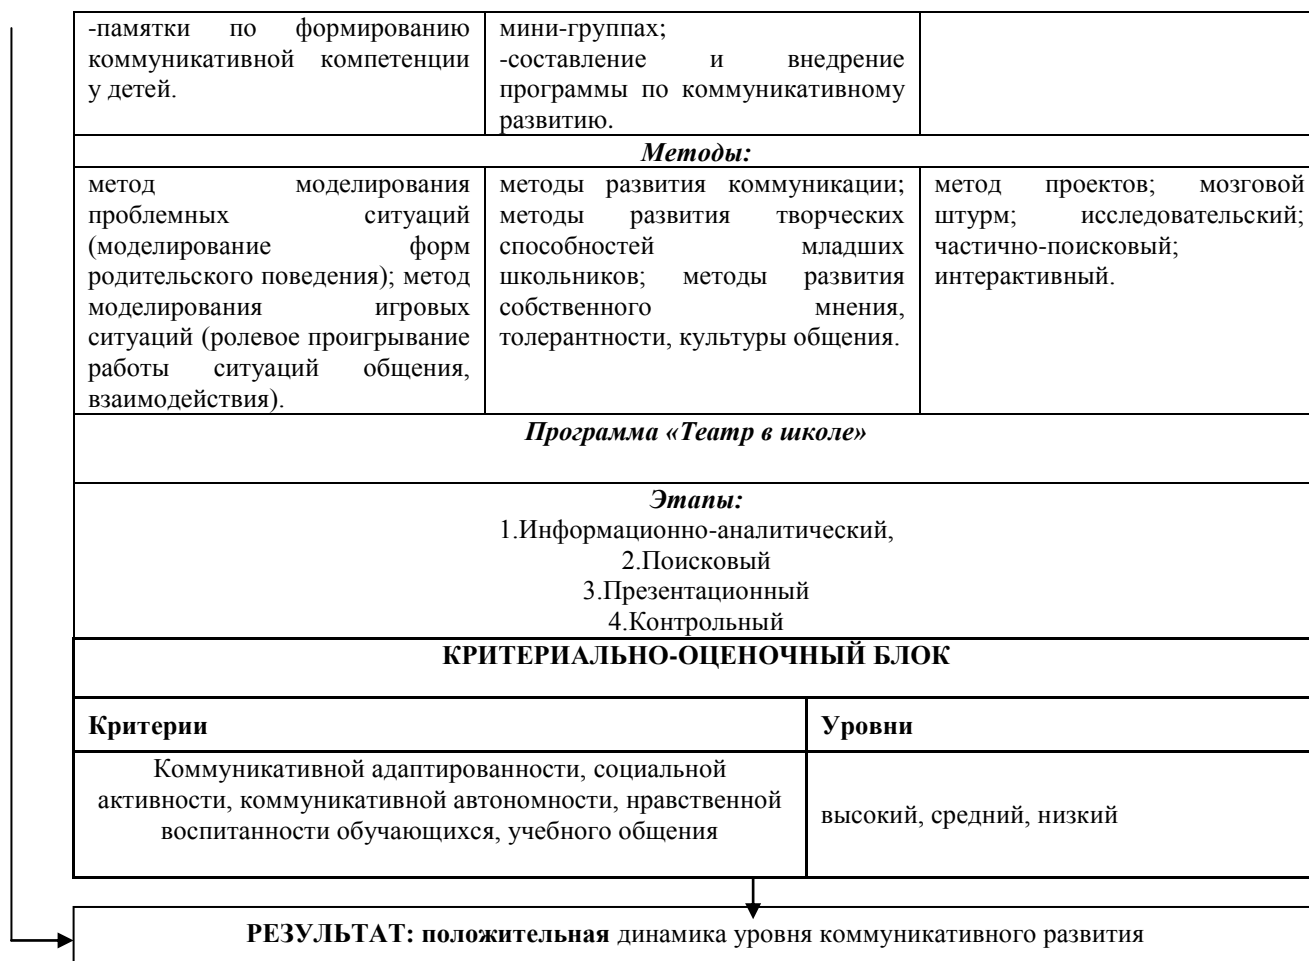 -памятки по формированию
коммуникативной компетенции
у детей.
мини-группах;
-составление и внедрение
программы по коммуникативному
развитию.
Методы:
метод моделирования
проблемных ситуаций
(моделирование форм
родительского поведения); метод
моделирования игровых
ситуаций (ролевое проигрывание
работы ситуаций общения,
взаимодействия).
методы развития коммуникации;
методы развития творческих
способностей младших
школьников; методы развития
собственного мнения,
толерантности, культуры общения.
метод проектов; мозговой
штурм; исследовательский;
частично-поисковый;
интерактивный.
Программа «Театр в школе»
Этапы:
1.Информационно-аналитический,
2.Поисковый
3.Презентационный
4.Контрольный
КРИТЕРИАЛЬНО-ОЦЕНОЧНЫЙ БЛОК
Критерии
Уровни
Коммуникативной адаптированности, социальной
активности, коммуникативной автономности, нравственной
воспитанности обучающихся, учебного общения
высокий, средний, низкий
РЕЗУЛЬТАТ: положительная динамика уровня коммуникативного развития